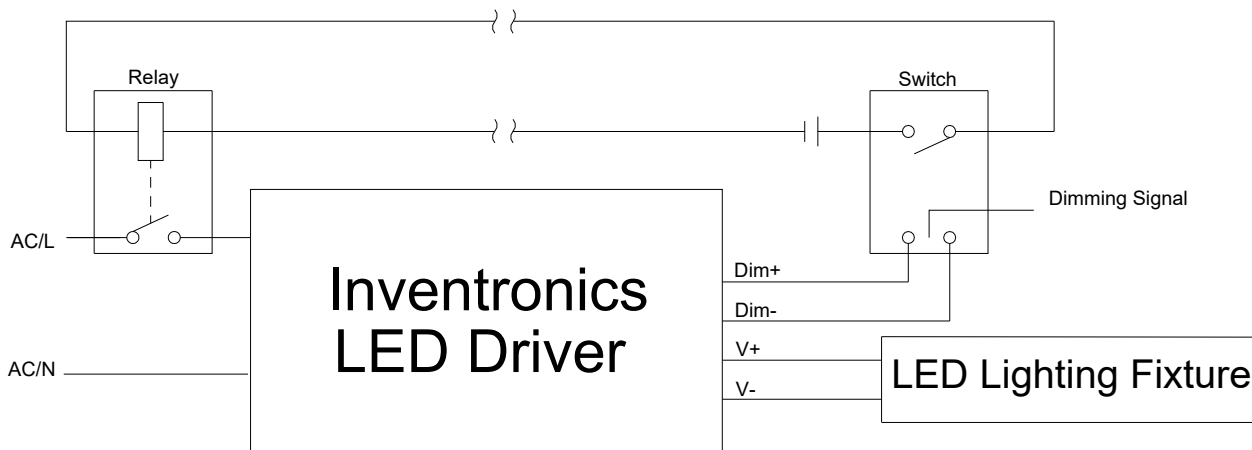 Relay
Switch
Dimming Signal
AC/L
Dim+
Inventronics
Dim-
LED Driver
V+
AC/N
LED Lighting Fixture
V-